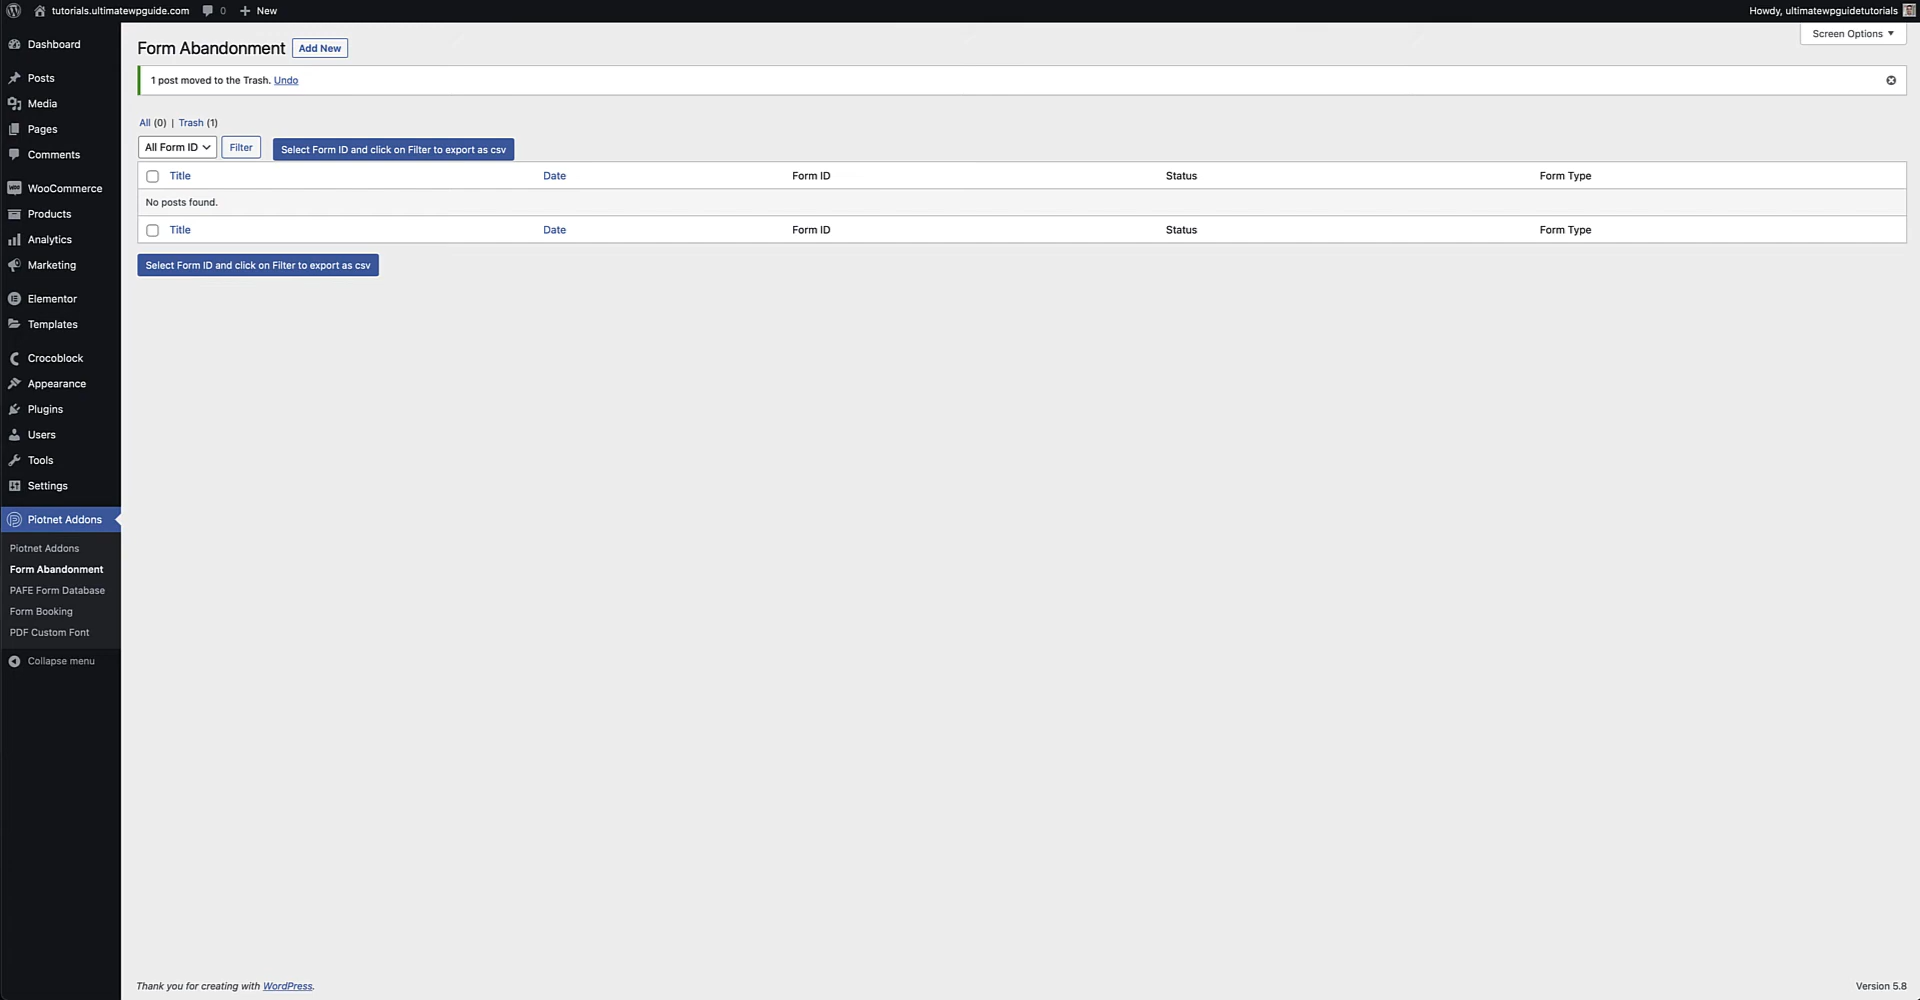 tutorials.ultimatewpguide.com 0 New Howdy, ultimatewpguidetutorials
Screen Options ▼
Form Abandonment Add New
1 post moved to the Trash. Undo
All (0) | Trash (1)
All Form ID Filter Select Form ID and click on Filter to export as csv
Title Date Form ID Status Form Type
No posts found.
Title Date Form ID Status Form Type
Select Form ID and click on Filter to export as csv
Dashboard
Posts
Media
Pages
Comments
WooCommerce
Products
Analytics
Marketing
Elementor
Templates
Crocoblock
Appearance
Plugins
Users
Tools
Settings
Piotnet Addons
Piotnet Addons
Form Abandonment
PAFE Form Database
Form Booking
PDF Custom Font
Collapse menu
Thank you for creating with WordPress. Version 5.8